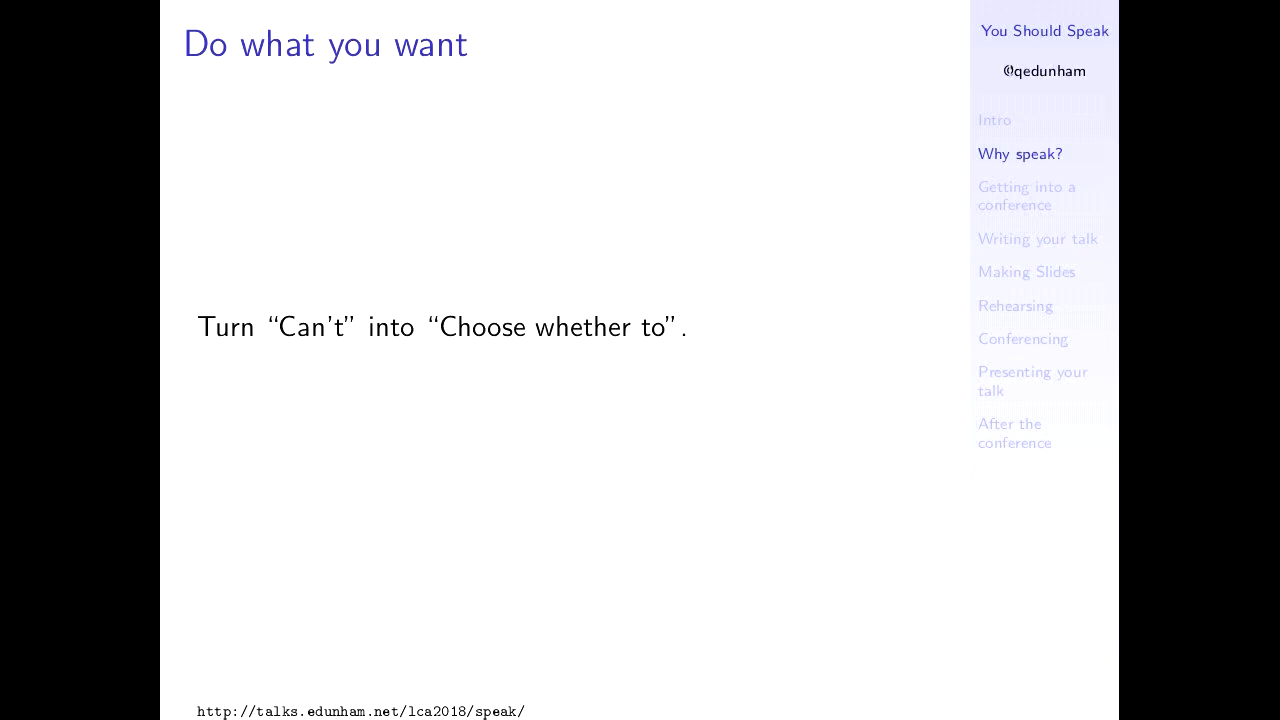 Do what you want
Turn “Can’t” into “Choose whether to”.
http://talks.edunham.net/lca2018/speak/
You Should Speak
@qedunham
Intro
Why speak?
Getting into a
conference
Writing your talk
Making Slides
Rehearsing
Conferencing
Presenting your
talk
After the
conference